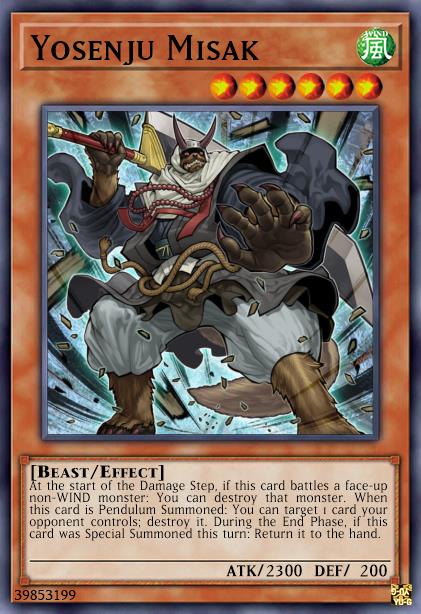 Yosenju Misak
WIND
風
[Beast/Effect]
At the start of the Damage Step, if this card battles a face-up
non-WIND monster: You can destroy that monster. When
this card is Pendulum Summoned: You can target 1 card your
opponent controls; destroy it. During the End Phase, if this
card was Special Summoned this turn: Return it to the hand.
ATK/2300 DEF/ 200
39853199